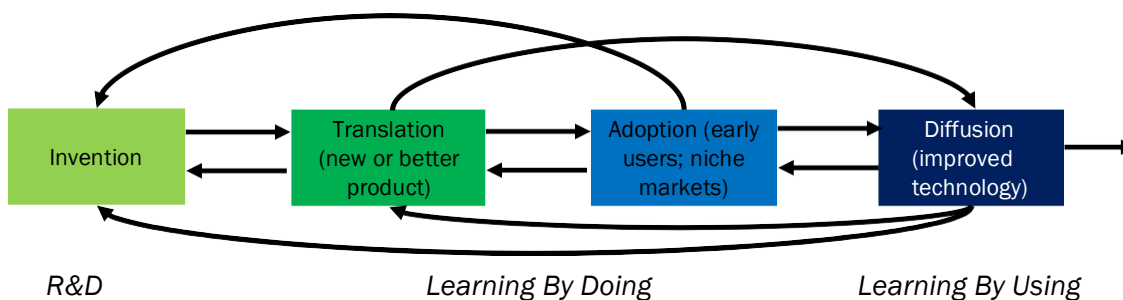 Invention
Translation
(new or better
product)
Adoption (early
users; niche
markets)
Diffusion
(improved
technology)
R&D
Learning By Doing
Learning By Using